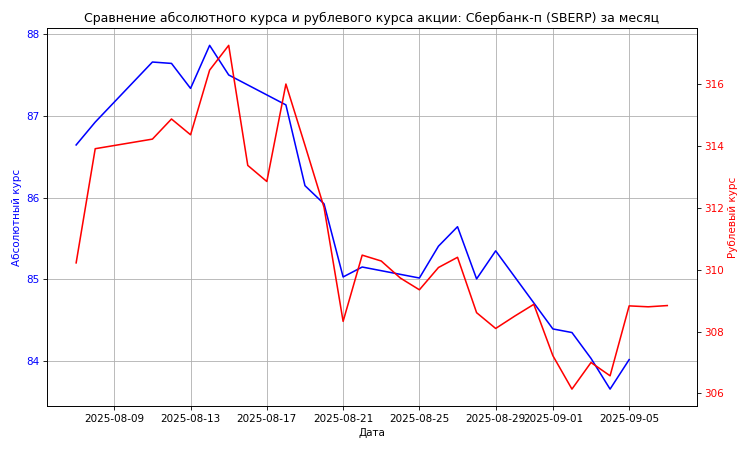 Сравнение абсолютного курса и рублевого курса акции: Сбербанк-п (SBERP) за месяц
88
87
86
85
84
Абсолютный курс
316
314
312
310
308
306
Рублевый курс
2025-08-09 2025-08-13 2025-08-17 2025-08-21 2025-08-25 2025-08-29 2025-09-01 2025-09-05
Дата